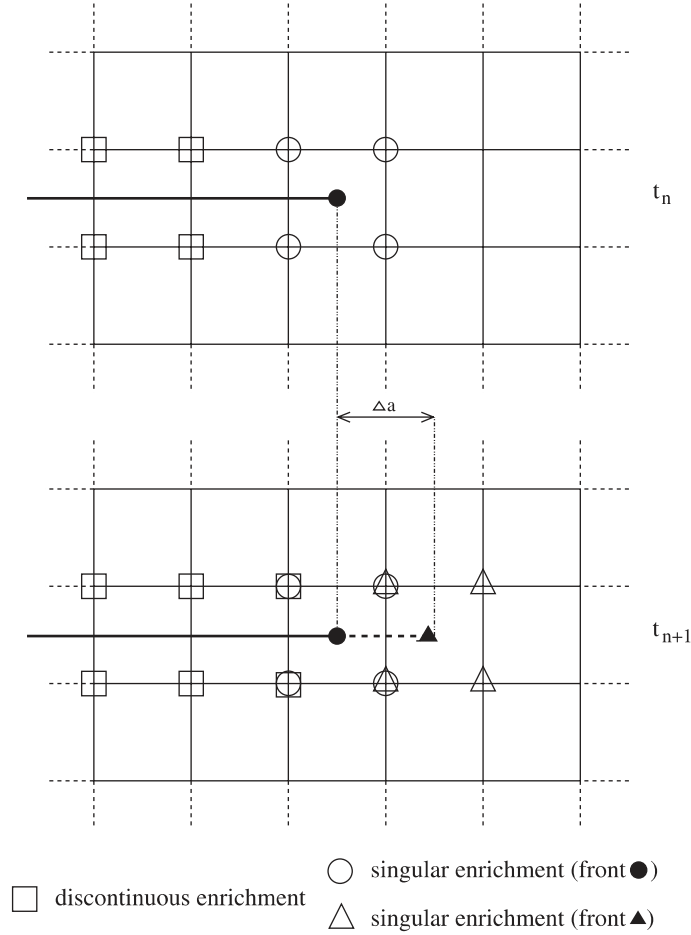 t_n
△a
t_{n+1}
singular enrichment (front●)
discontinuous enrichment
singular enrichment (front▲)